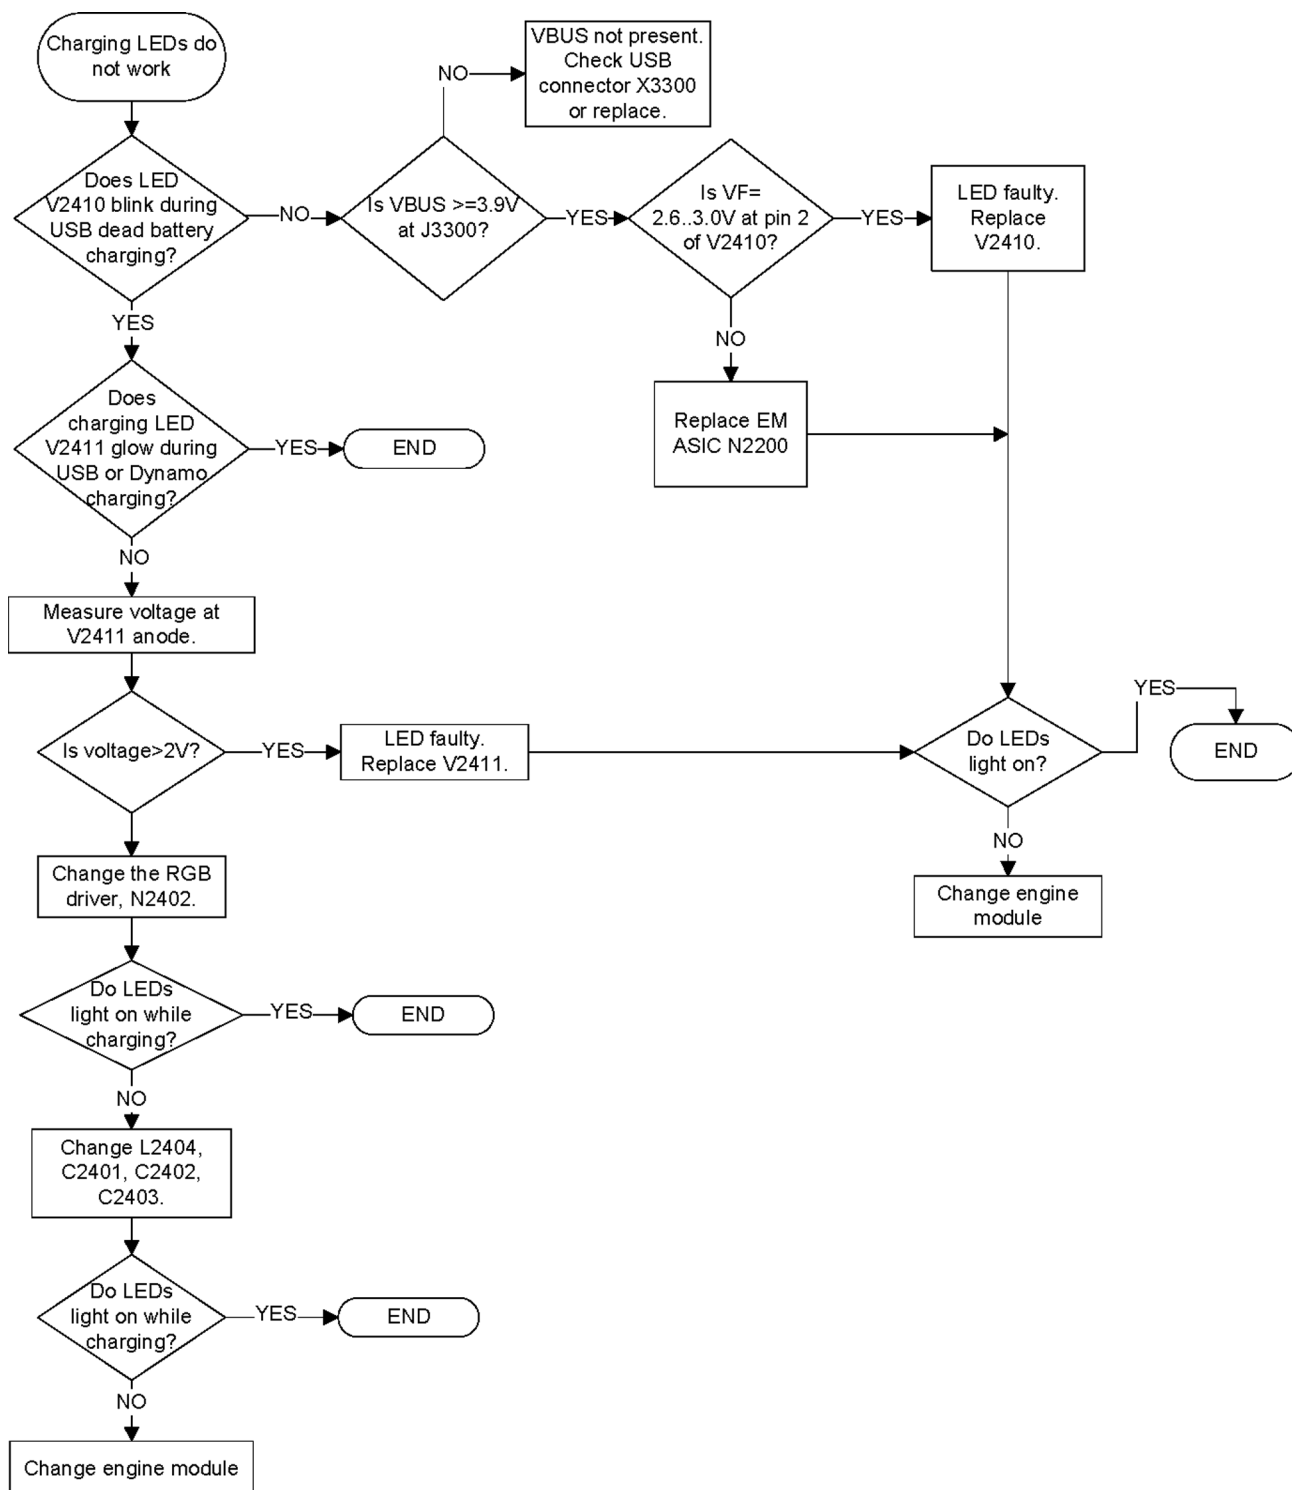 Charging LEDs do
not work
VBUS not present.
Check USB
connector X3300
or replace.
NO
Does LED
V2410 blink during
USB dead battery
charging?
NO
Is VBUS >=3.9V
at J3300?
YES
Is VF=
2.6..3.0V at pin 2
of V2410?
YES
LED faulty.
Replace
V2410.
YES
NO
Does
charging LED
V2411 glow during
USB or Dynamo
charging?
YES
END
Replace EM
ASIC N2200
NO
Measure voltage at
V2411 anode.
Is voltage>2V?
YES
LED faulty.
Replace V2411.
Do LEDs
light on?
YES
END
NO
Change the RGB
driver, N2402.
Change engine
module
Do LEDs
light on while
charging?
YES
END
NO
Change L2404,
C2401, C2402,
C2403.
Do LEDs
light on while
charging?
YES
END
NO
Change engine module